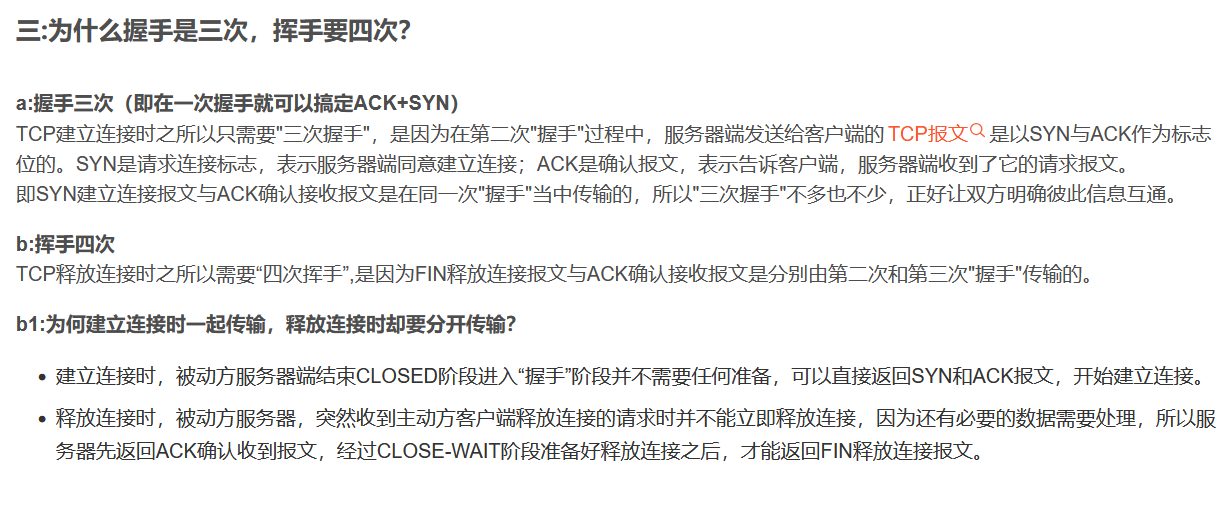 三:为什么握手是三次，挥手要四次?
a:握手三次（即在一次握手就可以搞定ACK+SYN）
TCP建立连接时之所以只需要"三次握手"，是因为在第二次"握手"过程中，服务器端发送给客户端的 TCP报文 是以SYN与ACK作为标志
位的。SYN是请求连接标志，表示服务器端同意建立连接；ACK是确认报文，表示告诉客户端，服务器端收到了它的请求报文。
即SYN建立连接报文与ACK确认接收报文是在同一次"握手"当中传输的，所以"三次握手"不多也不少，正好让双方明确彼此信息互通。
b:挥手四次
TCP释放连接时之所以需要“四次挥手”,是因为FIN释放连接报文与ACK确认接收报文是分别由第二次和第三次"握手"传输的。
b1:为何建立连接时一起传输，释放连接时却要分开传输?
• 建立连接时，被动方服务器端结束CLOSED阶段进入“握手”阶段并不需要任何准备，可以直接返回SYN和ACK报文，开始建立连接。
• 释放连接时，被动方服务器，突然收到主动方客户端释放连接的请求时并不能立即释放连接，因为还有必要的数据需要处理，所以服
务器先返回ACK确认收到报文，经过CLOSE-WAIT阶段准备好释放连接之后，才能返回FIN释放连接报文。